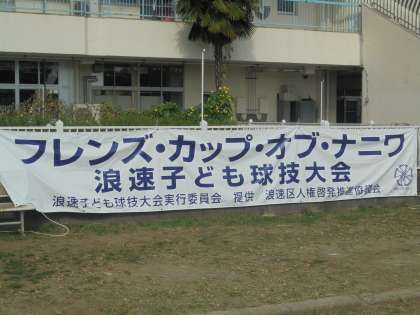 フレンズ・カップ・オブ・ナニワ
浪速子ども球技大会
浪速子ども球技大会実行委員会 提供 浪速区人権啓発推進協議会